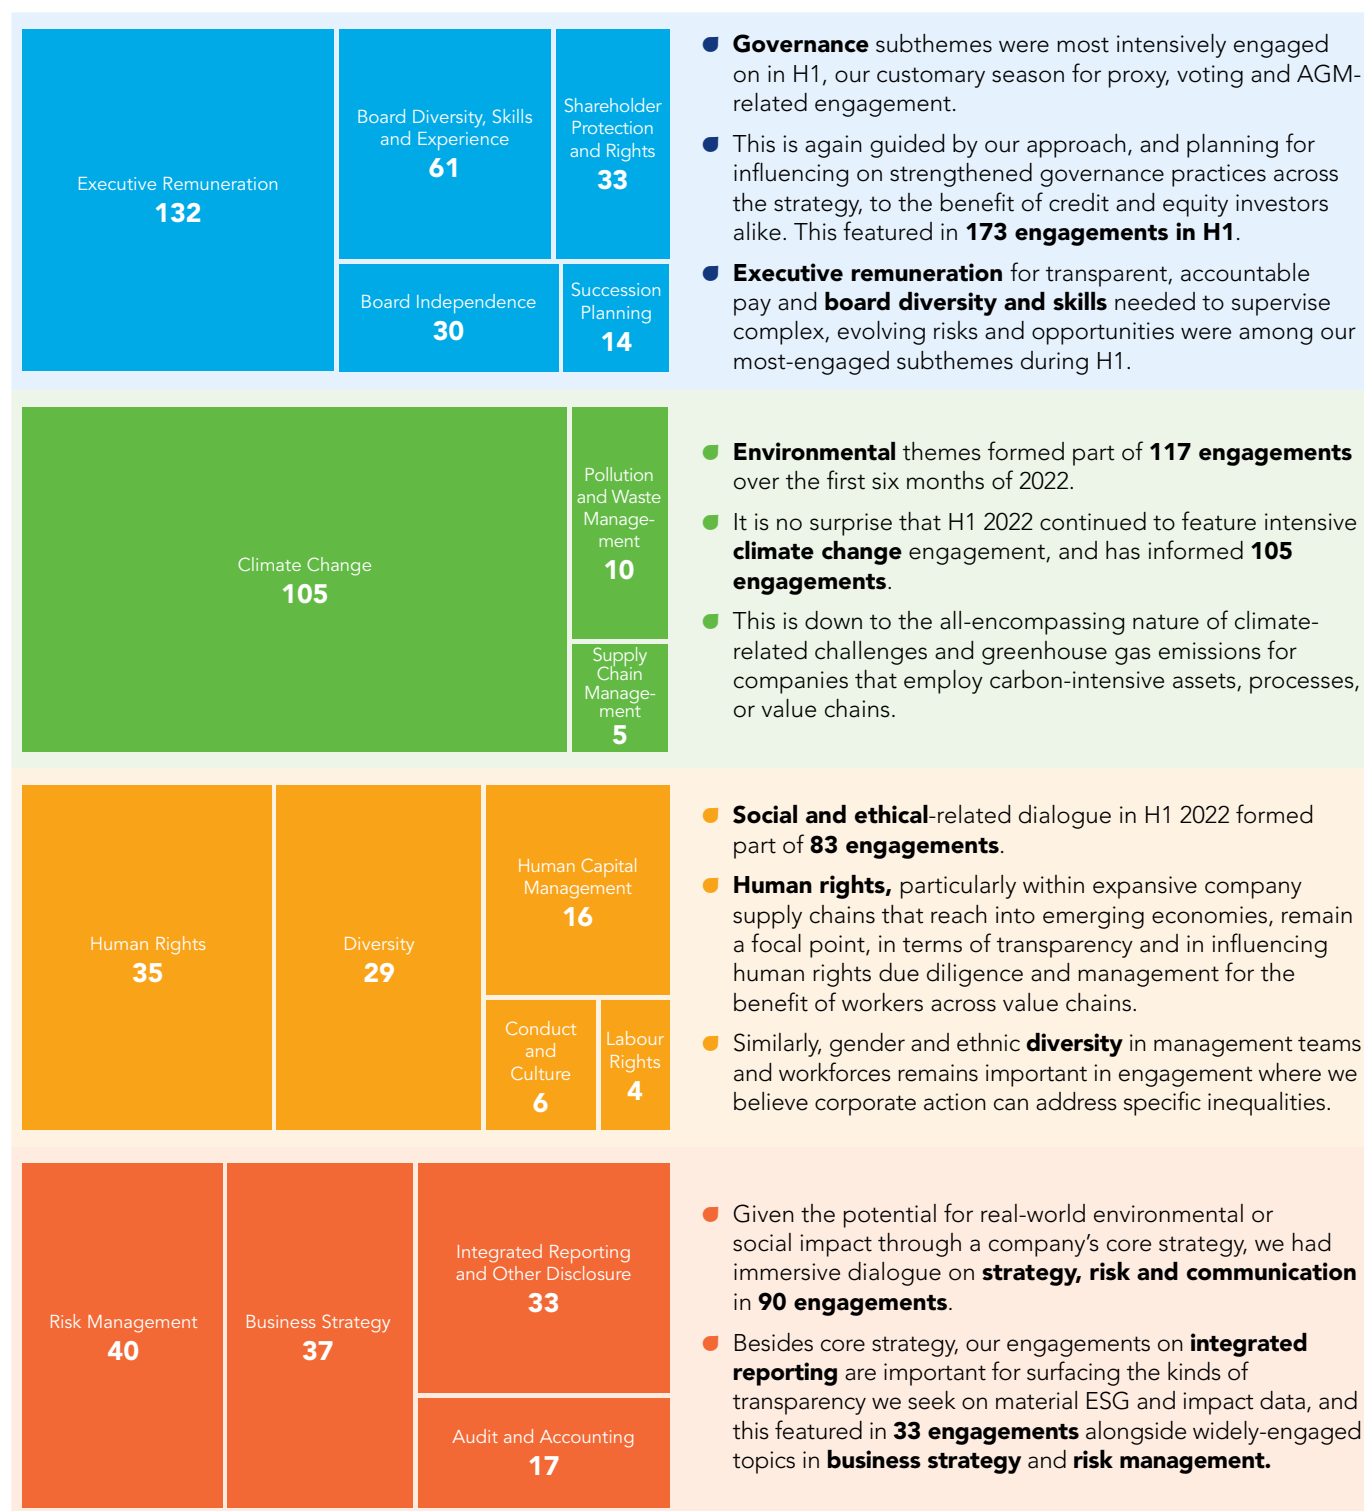 Executive Remuneration
132
Board Diversity, Skills
and Experience
61
Shareholder
Protection
and Rights
33
Board Independence
30
Succession
Planning
14
Governance subthemes were most intensively engaged
on in H1, our customary season for proxy, voting and AGM-
related engagement.
This is again guided by our approach, and planning for
influencing on strengthened governance practices across
the strategy, to the benefit of credit and equity investors
alike. This featured in 173 engagements in H1.
Executive remuneration for transparent, accountable
pay and board diversity and skills needed to supervise
complex, evolving risks and opportunities were among our
most-engaged subthemes during H1.
Climate Change
105
Pollution
and Waste
Manage-
ment
10
Supply
Chain
Manage-
ment
5
Environmental themes formed part of 117 engagements
over the first six months of 2022.
It is no surprise that H1 2022 continued to feature intensive
climate change engagement, and has informed 105
engagements.
This is down to the all-encompassing nature of climate-
related challenges and greenhouse gas emissions for
companies that employ carbon-intensive assets, processes,
or value chains.
Human Rights
35
Diversity
29
Human Capital
Management
16
Conduct
and
Culture
6
Labour
Rights
4
Social and ethical-related dialogue in H1 2022 formed
part of 83 engagements.
Human rights, particularly within expansive company
supply chains that reach into emerging economies, remain
a focal point, in terms of transparency and in influencing
human rights due diligence and management for the
benefit of workers across value chains.
Similarly, gender and ethnic diversity in management teams
and workforces remains important in engagement where we
believe corporate action can address specific inequalities.
Risk Management
40
Business Strategy
37
Integrated Reporting
and Other Disclosure
33
Audit and Accounting
17
Given the potential for real-world environmental or
social impact through a company’s core strategy, we had
immersive dialogue on strategy, risk and communication
in 90 engagements.
Besides core strategy, our engagements on integrated
reporting are important for surfacing the kinds of
transparency we seek on material ESG and impact data, and
this featured in 33 engagements alongside widely-engaged
topics in business strategy and risk management.